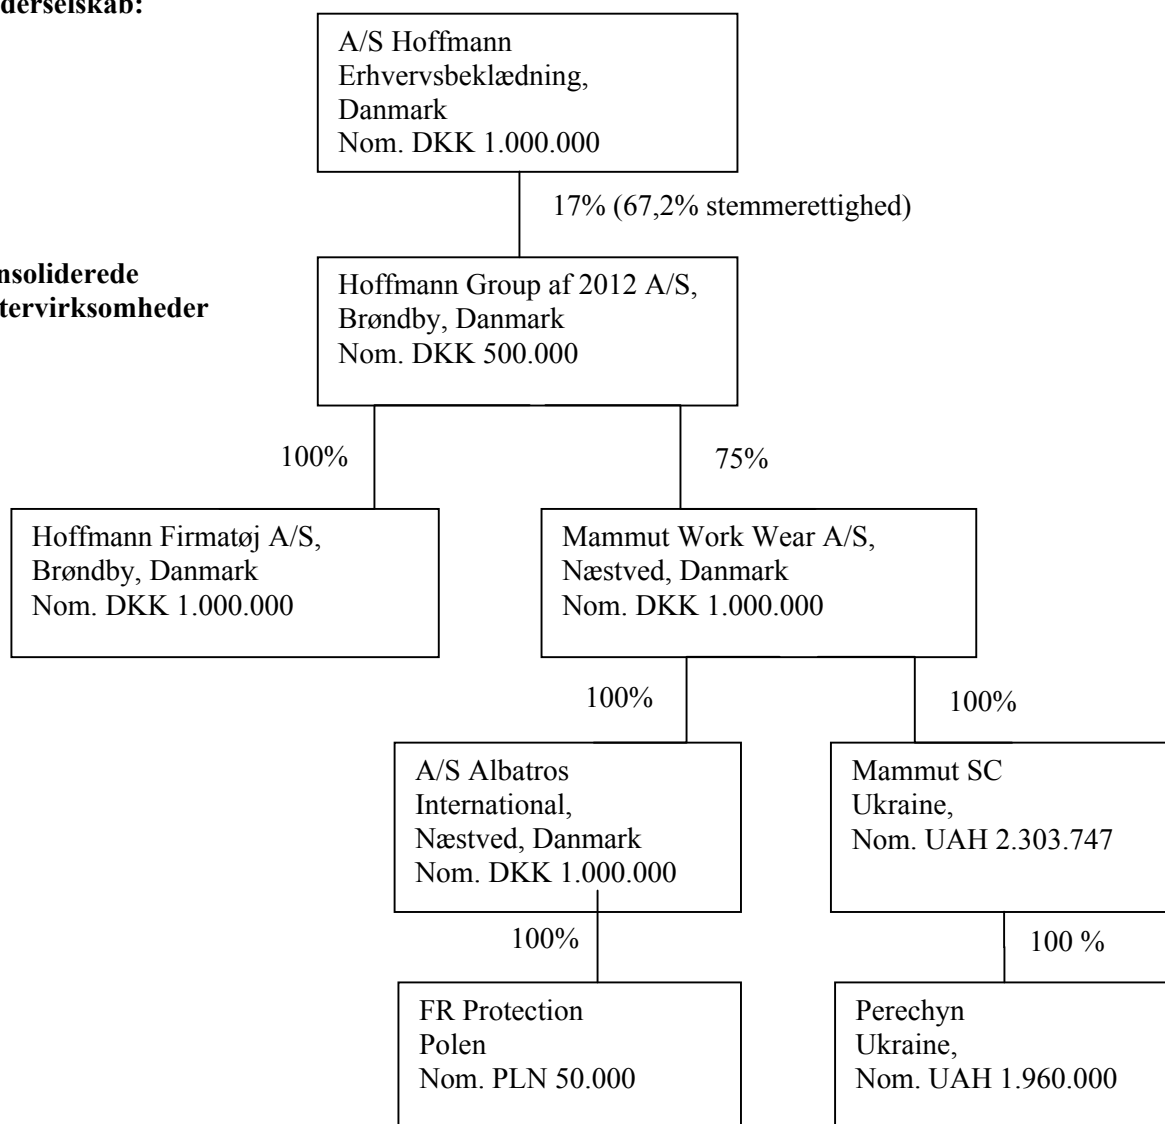 derselskab:
A/S Hoffmann
Erhvervsbeklædning,
Danmark
Nom. DKK 1.000.000
17% (67,2% stemmerettighed)
nsoliderede
tervirksomheder
Hoffmann Group af 2012 A/S,
Brøndby, Danmark
Nom. DKK 500.000
100%
75%
Hoffmann Firmatøj A/S,
Brøndby, Danmark
Nom. DKK 1.000.000
Mammut Work Wear A/S,
Næstved, Danmark
Nom. DKK 1.000.000
100%
100%
A/S Albatros
International,
Næstved, Danmark
Nom. DKK 1.000.000
Mammut SC
Ukraine,
Nom. UAH 2.303.747
100%
100 %
FR Protection
Polen
Nom. PLN 50.000
Perechyn
Ukraine,
Nom. UAH 1.960.000